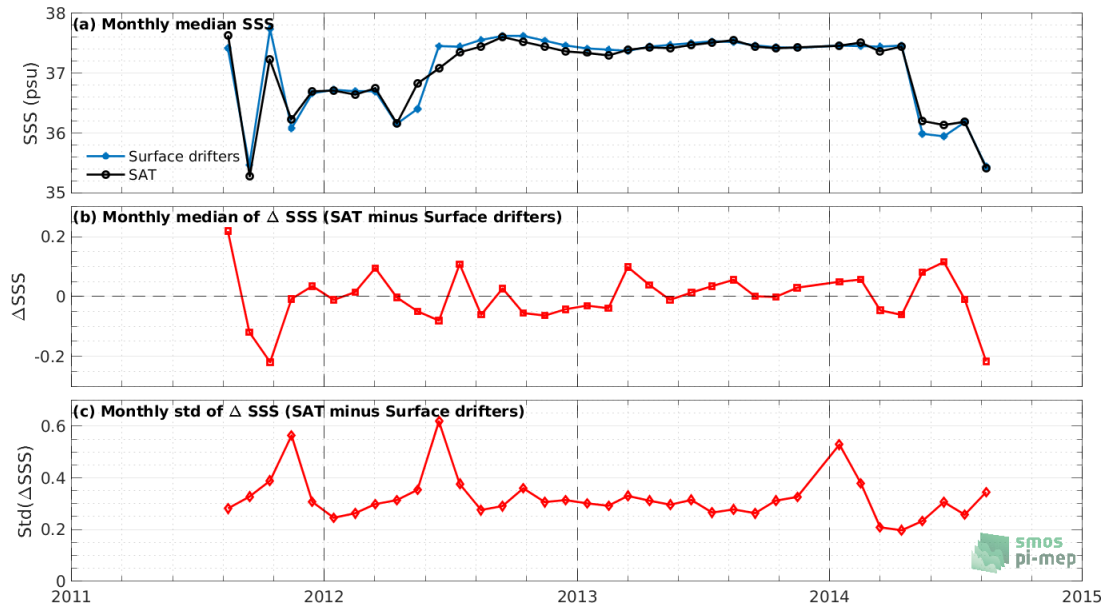 (a) Monthly median SSS
38
37
36
35
SSS (psu)
Surface drifters
SAT
(b) Monthly median of Δ SSS (SAT minus Surface drifters)
0.2
0
-0.2
ΔSSS
(c) Monthly std of Δ SSS (SAT minus Surface drifters)
0.6
0.4
0.2
0
Std(ΔSSS)
smos
pi-mep
2011
2012
2013
2014
2015